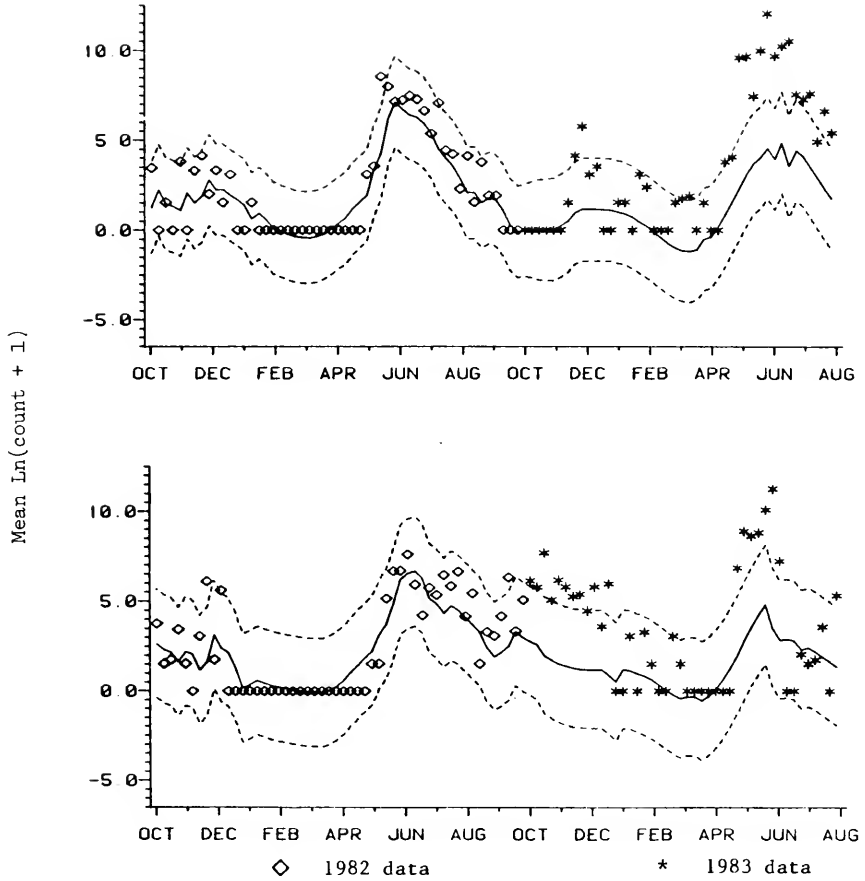 10.0
5.0
0.0
-5.0
OCT DEC FEB APR JUN AUG OCT DEC FEB APR JUN AUG
Mean Ln(count + 1)
10.0
5.0
0.0
-5.0
OCT DEC FEB APR JUN AUG OCT DEC FEB APR JUN AUG
◇ 1982 data * 1983 data